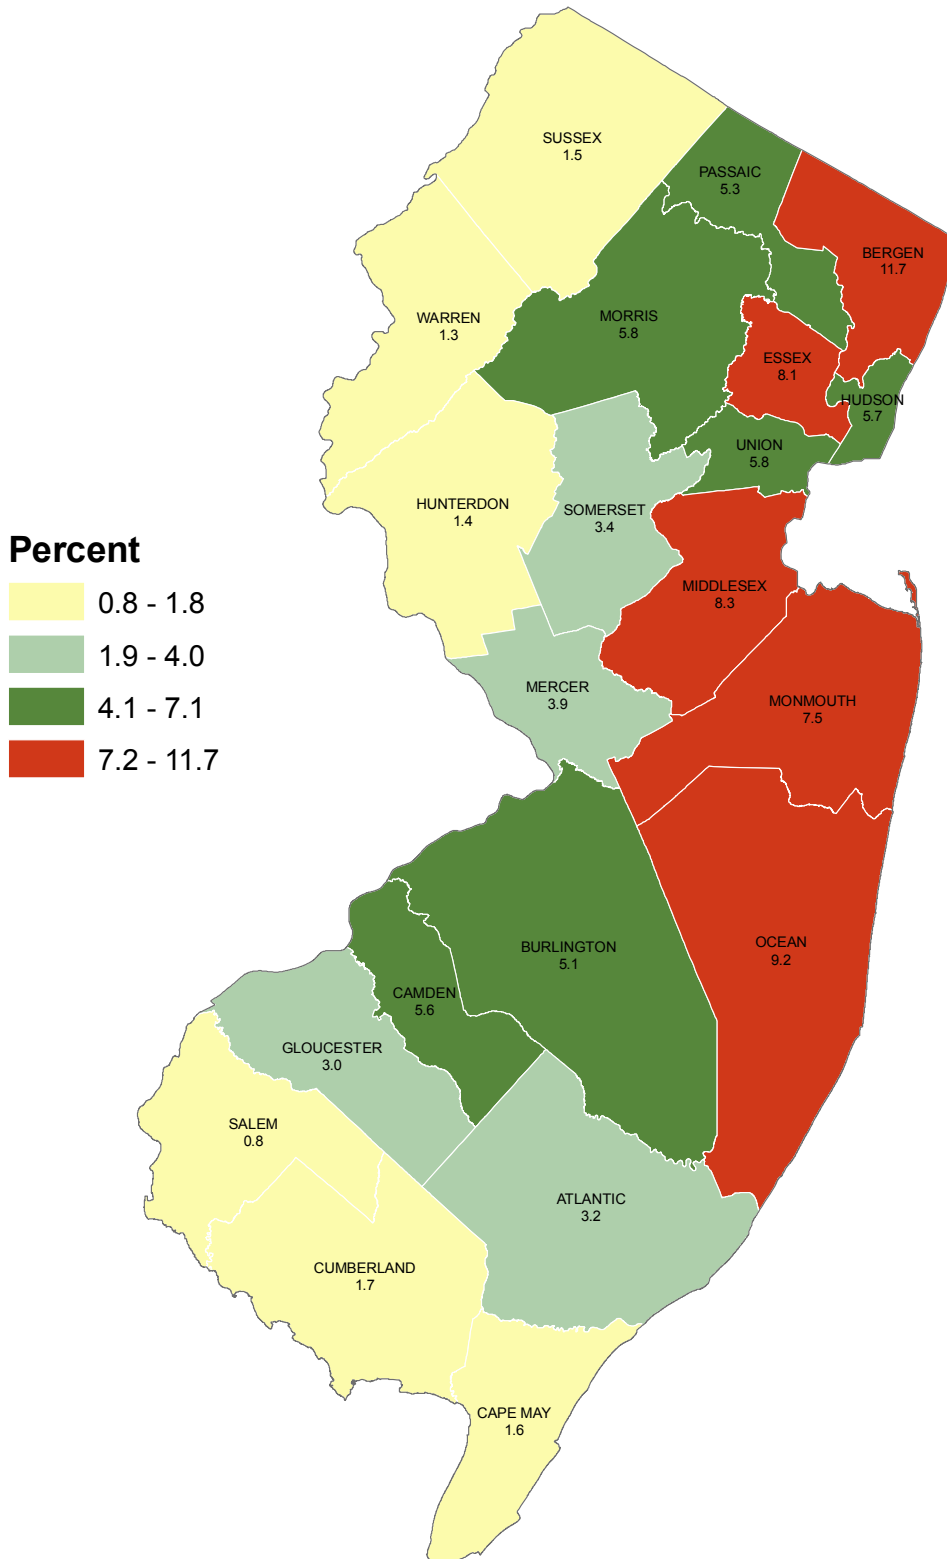 SUSSEX
1.5
PASSAIC
5.3
BERGEN
11.7
WARREN
1.3
MORRIS
5.8
ESSEX
8.1
HUDSON
5.7
UNION
5.8
HUNTERDON
1.4
SOMERSET
3.4
Percent
0.8 - 1.8
1.9 - 4.0
4.1 - 7.1
7.2 - 11.7
MIDDLESEX
8.3
MERCER
3.9
MONMOUTH
7.5
BURLINGTON
5.1
OCEAN
9.2
CAMDEN
5.6
GLOUCESTER
3.0
SALEM
0.8
ATLANTIC
3.2
CUMBERLAND
1.7
CAPE MAY
1.6